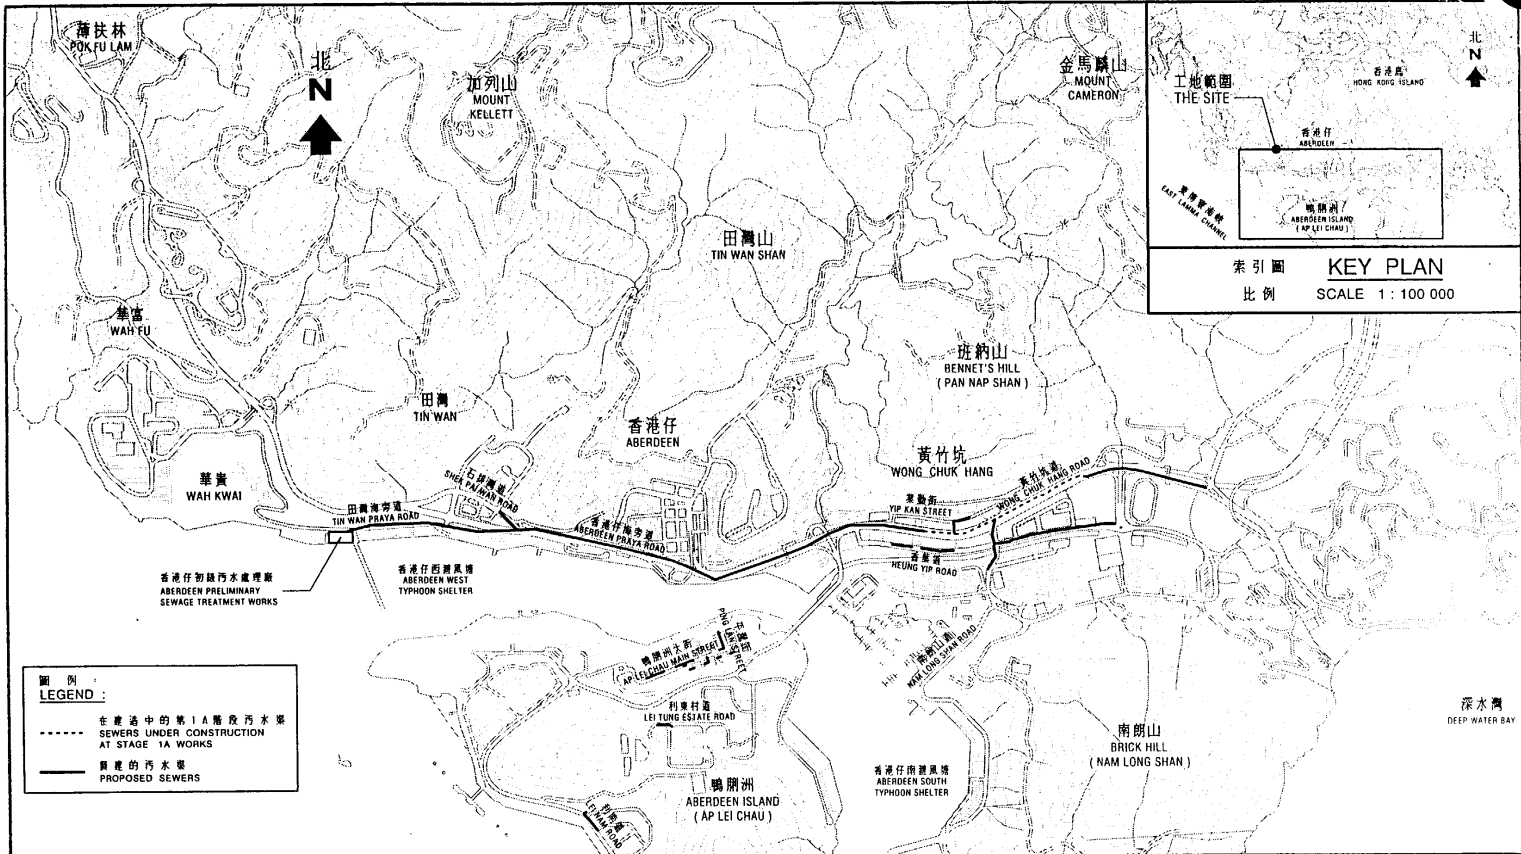 薄扶林
POK FU LAM
北
N
加列山
MOUNT
KELLETT
金馬麟山
MOUNT
CAMERON
工地範圍
THE SITE
北
N
香港島
HONG KONG ISLAND
香港仔
ABERDEEN
東博寮海峽
EAST LAMMA CHANNEL
鴨脷洲
ABERDEEN ISLAND
( AP LEI CHAU )
索引圖 KEY PLAN
比例 SCALE 1 : 100 000
田灣山
TIN WAN SHAN
華富
WAH FU
班納山
BENNET'S HILL
( PAN NAP SHAN )
田灣
TIN WAN
香港仔
ABERDEEN
黃竹坑
WONG CHUK HANG
華貴
WAH KWAI
石排灣道
SHEK PAI WAN ROAD
田灣海旁道
TIN WAN PRAYA ROAD
香港仔海旁道
ABERDEEN PRAYA ROAD
業勤街
YIP KAN STREET
黃竹坑道
WONG CHUK HANG ROAD
香葉道
HEUNG YIP ROAD
香港仔初級污水處理廠
ABERDEEN PRELIMINARY
SEWAGE TREATMENT WORKS
香港仔西避風塘
ABERDEEN WEST
TYPHOON SHELTER
鴨脷洲大街
AP LEI CHAU MAIN STREET
平瀾街
PING LAN STREET
南朗山道
NAM LONG SHAN ROAD
利東邨道
LEI TUNG ESTATE ROAD
鴨脷洲
ABERDEEN ISLAND
( AP LEI CHAU )
利南道
LEI NAM ROAD
香港仔南避風塘
ABERDEEN SOUTH
TYPHOON SHELTER
南朗山
BRICK HILL
( NAM LONG SHAN )
深水灣
DEEP WATER BAY
圖例 :
LEGEND :
在建造中的第1A階段污水渠
SEWERS UNDER CONSTRUCTION
AT STAGE 1A WORKS
擬建的污水渠
PROPOSED SEWERS